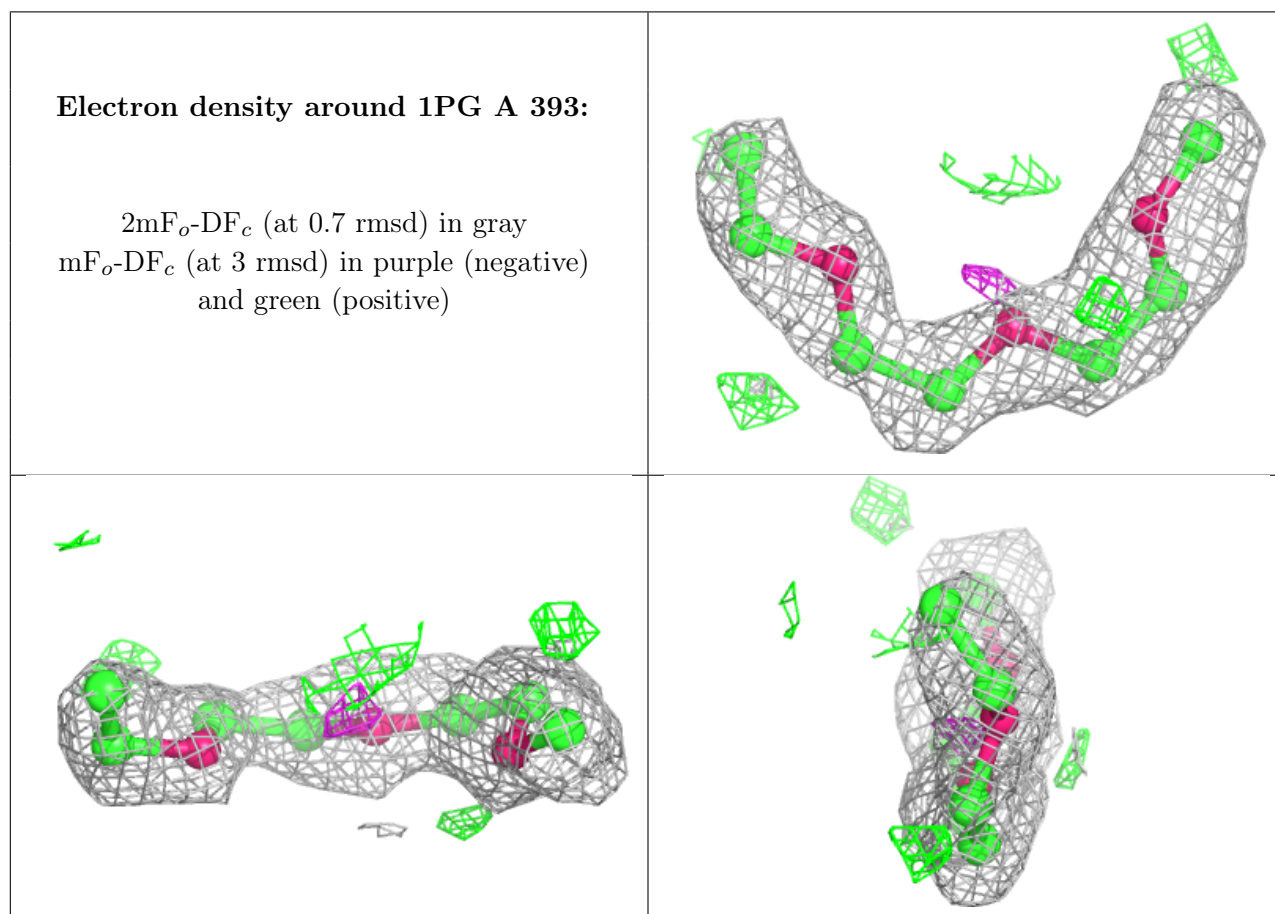 Electron density around 1PG A 393:
2mFo-DFc (at 0.7 rmsd) in gray
mFo-DFc (at 3 rmsd) in purple (negative)
and green (positive)